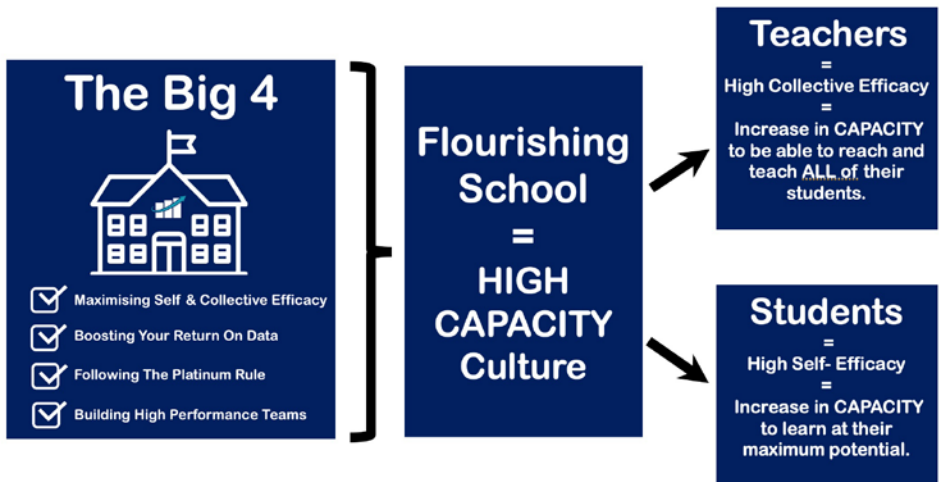 The Big 4
Maximising Self & Collective Efficacy
Boosting Your Return On Data
Following The Platinum Rule
Building High Performance Teams
Flourishing
School
=
HIGH
CAPACITY
Culture
Teachers
=
High Collective Efficacy
=
Increase in CAPACITY
to be able to reach and
teach ALL of their
students.
Students
=
High Self- Efficacy
=
Increase in CAPACITY
to learn at their
maximum potential.